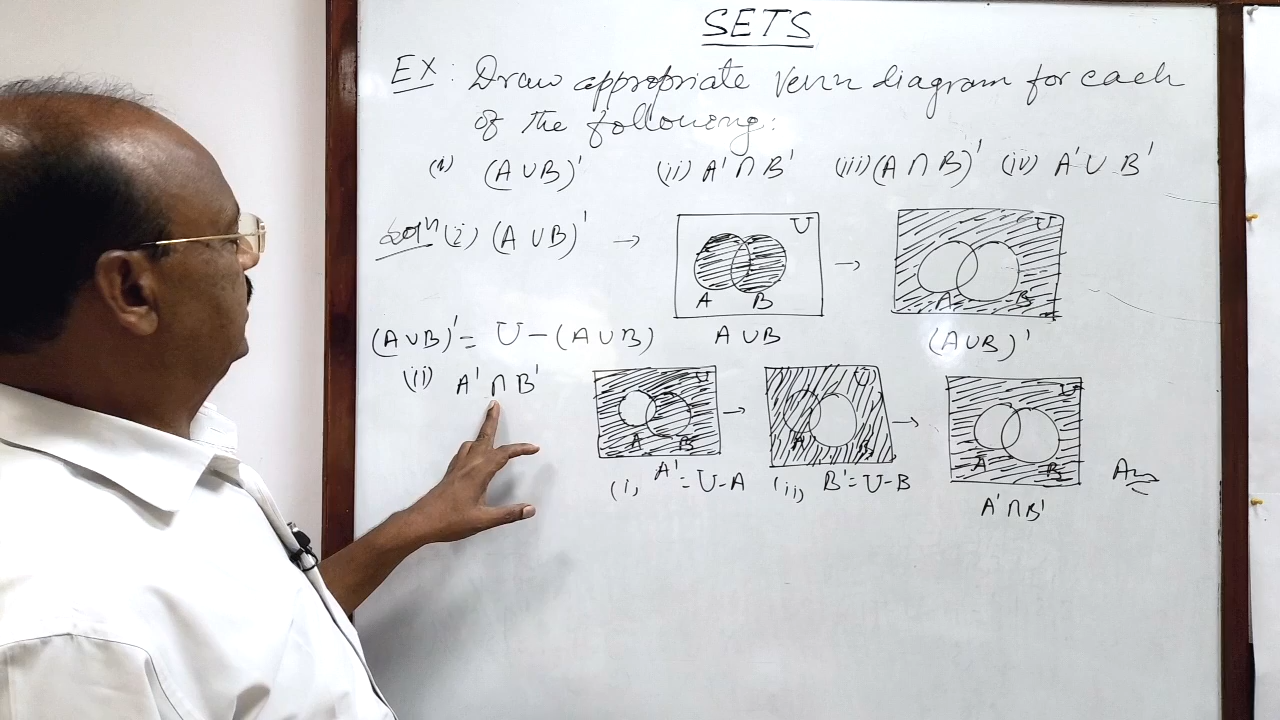 SETS
Ex: Draw appropriate Venn diagram for each
of the following:
(i) (A∪B)' (ii) A'∩B' (iii) (A∩B)' (iv) A'∪B'
Solⁿ (i) (A∪B)' → U A B → U A B
(A∪B)' = U-(A∪B) A∪B (A∪B)'
(ii) A'∩B' U A B → U A B → U A B Ans
(i) A'=U-A (ii) B'=U-B A'∩B'